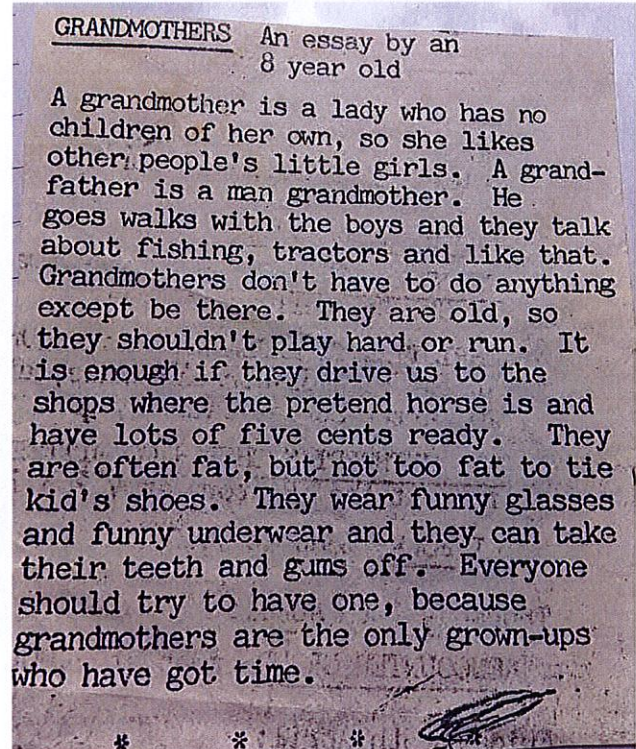 GRANDMOTHERS An essay by an
8 year old
A grandmother is a lady who has no
children of her own, so she likes
other people's little girls. A grand-
father is a man grandmother. He
goes walks with the boys and they talk
about fishing, tractors and like that.
Grandmothers don't have to do anything
except be there. They are old, so
they shouldn't play hard or run. It
is enough if they drive us to the
shops where the pretend horse is and
have lots of five cents ready. They
are often fat, but not too fat to tie
kid's shoes. They wear funny glasses
and funny underwear and they can take
their teeth and gums off. Everyone
should try to have one, because
grandmothers are the only grown-ups
who have got time.
* * * *